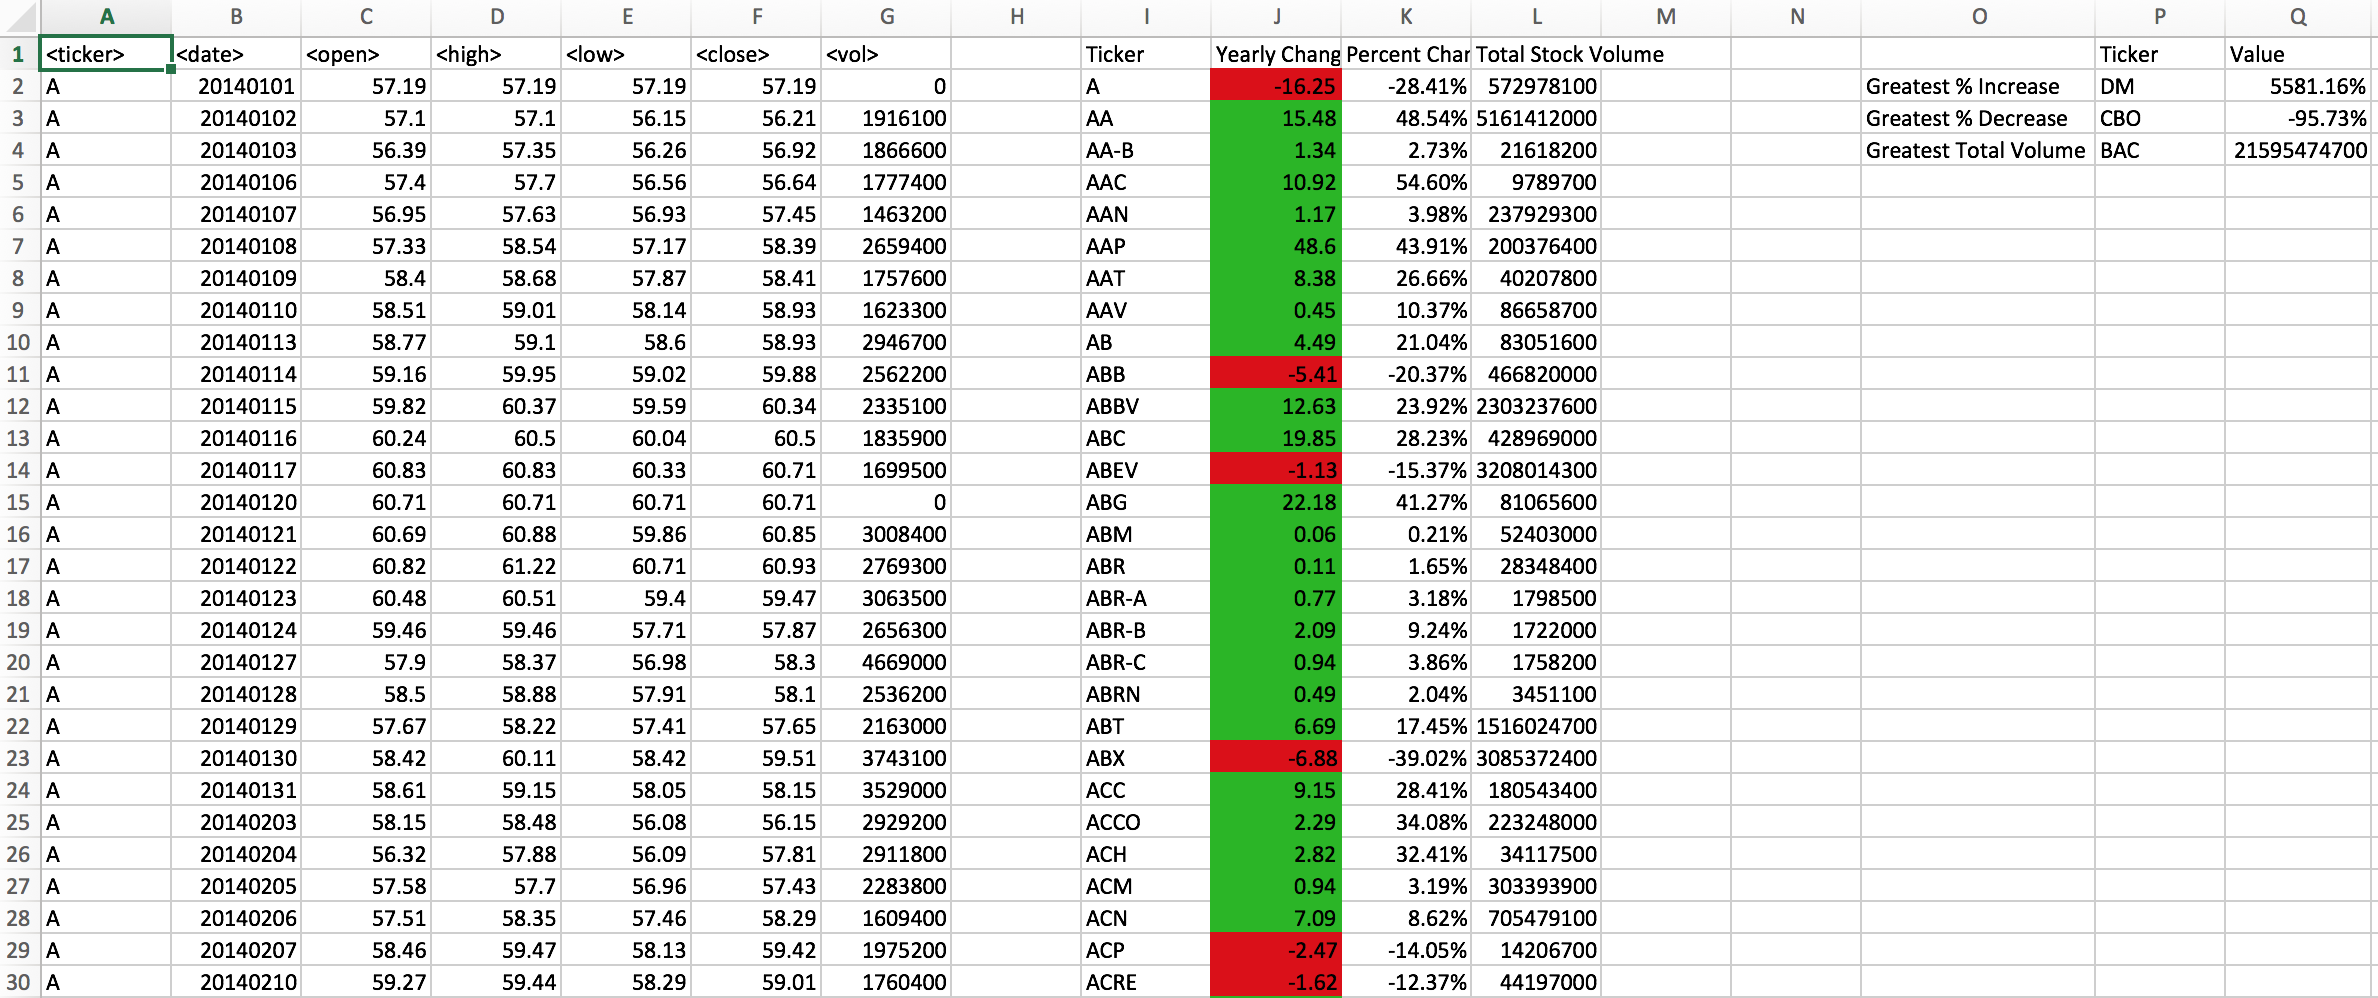 A B C D E F G H I J K L M N O P Q
1 <ticker> <date> <open> <high> <low> <close> <vol> Ticker Yearly Chang Percent Char Total Stock Volume Ticker Value
2 A 20140101 57.19 57.19 57.19 57.19 0 A -16.25 -28.41% 572978100 Greatest % Increase DM 5581.16%
3 A 20140102 57.1 57.1 56.15 56.21 1916100 AA 15.48 48.54% 5161412000 Greatest % Decrease CBO -95.73%
4 A 20140103 56.39 57.35 56.26 56.92 1866600 AA-B 1.34 2.73% 21618200 Greatest Total Volume BAC 21595474700
5 A 20140106 57.4 57.7 56.56 56.64 1777400 AAC 10.92 54.60% 9789700
6 A 20140107 56.95 57.63 56.93 57.45 1463200 AAN 1.17 3.98% 237929300
7 A 20140108 57.33 58.54 57.17 58.39 2659400 AAP 48.6 43.91% 200376400
8 A 20140109 58.4 58.68 57.87 58.41 1757600 AAT 8.38 26.66% 40207800
9 A 20140110 58.51 59.01 58.14 58.93 1623300 AAV 0.45 10.37% 86658700
10 A 20140113 58.77 59.1 58.6 58.93 2946700 AB 4.49 21.04% 83051600
11 A 20140114 59.16 59.95 59.02 59.88 2562200 ABB -5.41 -20.37% 466820000
12 A 20140115 59.82 60.37 59.59 60.34 2335100 ABBV 12.63 23.92% 2303237600
13 A 20140116 60.24 60.5 60.04 60.5 1835900 ABC 19.85 28.23% 428969000
14 A 20140117 60.83 60.83 60.33 60.71 1699500 ABEV -1.13 -15.37% 3208014300
15 A 20140120 60.71 60.71 60.71 60.71 0 ABG 22.18 41.27% 81065600
16 A 20140121 60.69 60.88 59.86 60.85 3008400 ABM 0.06 0.21% 52403000
17 A 20140122 60.82 61.22 60.71 60.93 2769300 ABR 0.11 1.65% 28348400
18 A 20140123 60.48 60.51 59.4 59.47 3063500 ABR-A 0.77 3.18% 1798500
19 A 20140124 59.46 59.46 57.71 57.87 2656300 ABR-B 2.09 9.24% 1722000
20 A 20140127 57.9 58.37 56.98 58.3 4669000 ABR-C 0.94 3.86% 1758200
21 A 20140128 58.5 58.88 57.91 58.1 2536200 ABRN 0.49 2.04% 3451100
22 A 20140129 57.67 58.22 57.41 57.65 2163000 ABT 6.69 17.45% 1516024700
23 A 20140130 58.42 60.11 58.42 59.51 3743100 ABX -6.88 -39.02% 3085372400
24 A 20140131 58.61 59.15 58.05 58.15 3529000 ACC 9.15 28.41% 180543400
25 A 20140203 58.15 58.48 56.08 56.15 2929200 ACCO 2.29 34.08% 223248000
26 A 20140204 56.32 57.88 56.09 57.81 2911800 ACH 2.82 32.41% 34117500
27 A 20140205 57.58 57.7 56.96 57.43 2283800 ACM 0.94 3.19% 303393900
28 A 20140206 57.51 58.35 57.46 58.29 1609400 ACN 7.09 8.62% 705479100
29 A 20140207 58.46 59.47 58.13 59.42 1975200 ACP -2.47 -14.05% 14206700
30 A 20140210 59.27 59.44 58.29 59.01 1760400 ACRE -1.62 -12.37% 44197000